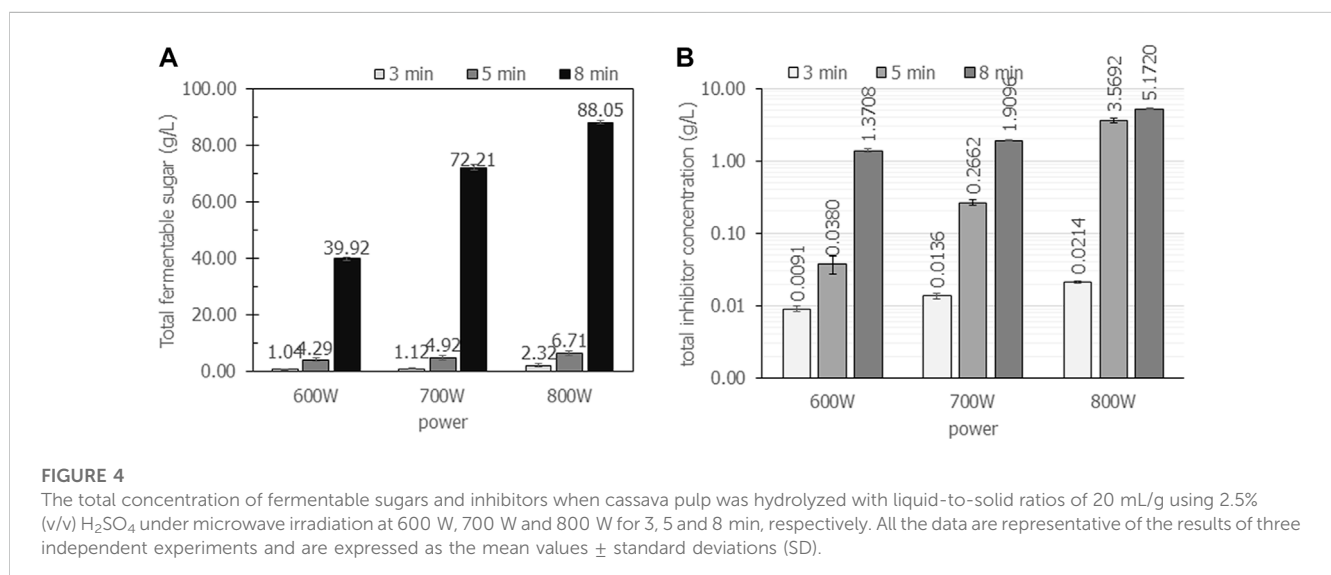 A
3 min 5 min 8 min
100.00
80.00
60.00
40.00
20.00
0.00
Total fermentable sugar (g/L)
1.04
4.29
39.92
1.12
4.92
72.21
2.32
6.71
88.05
600W 700W 800W
power
B
3 min 5 min 8 min
10.00
1.00
0.10
0.01
0.00
total inhibitor concentration (g/L)
0.0091
0.0380
1.3708
0.0136
0.2662
1.9096
0.0214
3.5692
5.1720
600W 700W 800W
power
FIGURE 4
The total concentration of fermentable sugars and inhibitors when cassava pulp was hydrolyzed with liquid-to-solid ratios of 20 mL/g using 2.5%
(v/v) H₂SO₄ under microwave irradiation at 600 W, 700 W and 800 W for 3, 5 and 8 min, respectively. All the data are representative of the results of three
independent experiments and are expressed as the mean values ± standard deviations (SD).